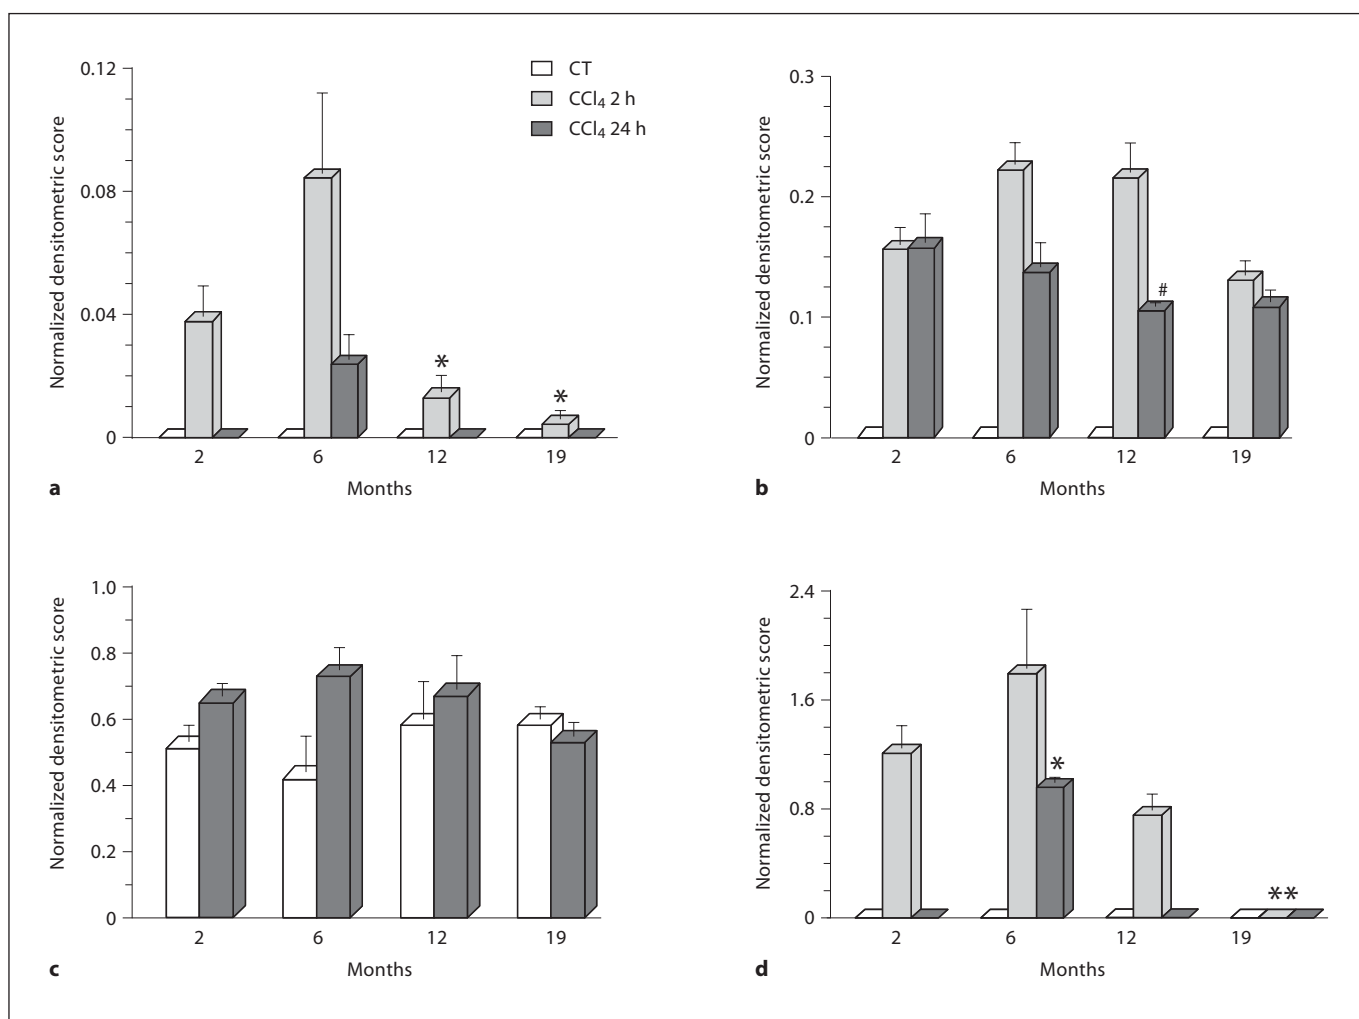 CT
CCl₄ 2 h
CCl₄ 24 h
Normalized densitometric score
0.12
0.08
0.04
0
*
*
2 6 12 19
a Months
Normalized densitometric score
0.3
0.2
0.1
0
#
2 6 12 19
b Months
Normalized densitometric score
1.0
0.8
0.6
0.4
0.2
0
2 6 12 19
c Months
Normalized densitometric score
2.4
1.6
0.8
0
*
**
2 6 12 19
d Months